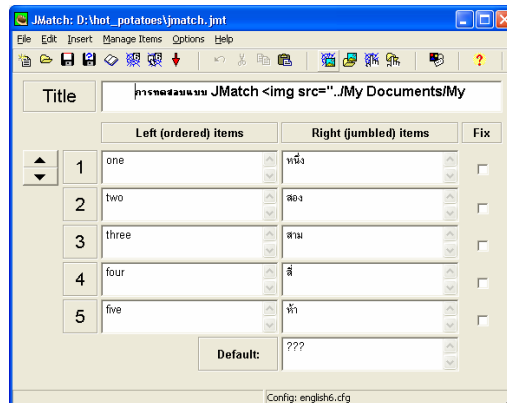 JMatch: D:\hot_potatoes\jmatch.jmt
File Edit Insert Manage Items Options Help
Title การทดสอบแบบ JMatch <img src="../My Documents/My
Left (ordered) items Right (jumbled) items Fix
1 one หนึ่ง
2 two สอง
3 three สาม
4 four สี่
5 five ห้า
Default: ???
Config: english6.cfg